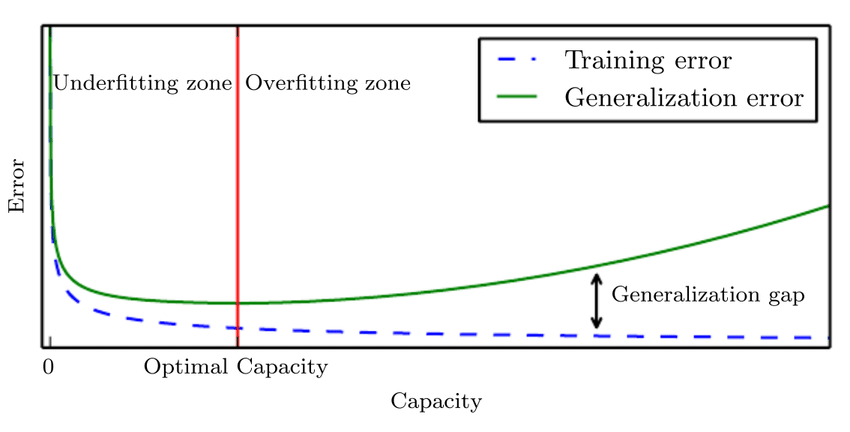 Underfitting zone
Overfitting zone
Training error
Generalization error
Error
Generalization gap
0
Optimal Capacity
Capacity